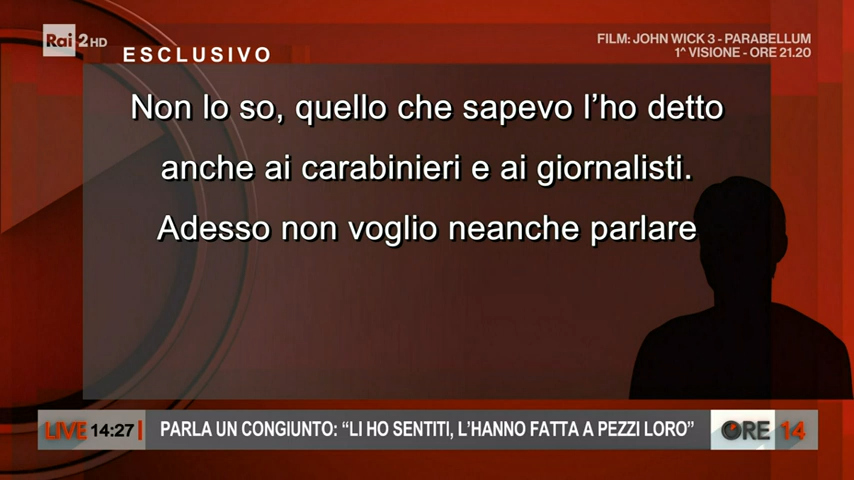 Rai 2 HD
ESCLUSIVO
FILM: JOHN WICK 3 - PARABELLUM
1^ VISIONE - ORE 21.20
Non lo so, quello che sapevo l'ho detto
anche ai carabinieri e ai giornalisti.
Adesso non voglio neanche parlare
LIVE 14:27
PARLA UN CONGIUNTO: “LI HO SENTITI, L'HANNO FATTA A PEZZI LORO”
ORE 14